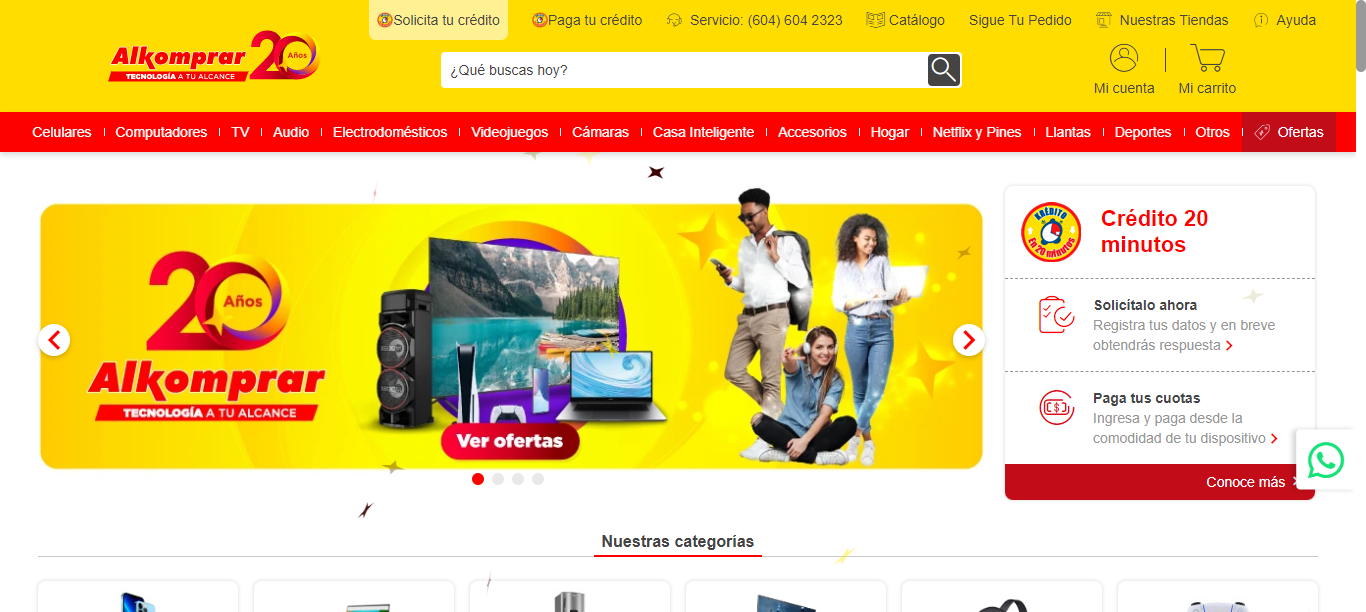 Solicita tu crédito
Paga tu crédito
Servicio: (604) 604 2323
Catálogo
Sigue Tu Pedido
Nuestras Tiendas
Ayuda
Alkomprar 20 Años
TECNOLOGÍA A TU ALCANCE
¿Qué buscas hoy?
Mi cuenta
Mi carrito
Celulares
Computadores
TV
Audio
Electrodomésticos
Videojuegos
Cámaras
Casa Inteligente
Accesorios
Hogar
Netflix y Pines
Llantas
Deportes
Otros
Ofertas
20 Años
Alkomprar
TECNOLOGÍA A TU ALCANCE
Ver ofertas
KRÉDITO
En 20 minutos
Crédito 20
minutos
Solicítalo ahora
Registra tus datos y en breve
obtendrás respuesta
Paga tus cuotas
Ingresa y paga desde la
comodidad de tu dispositivo
Conoce más
Nuestras categorías